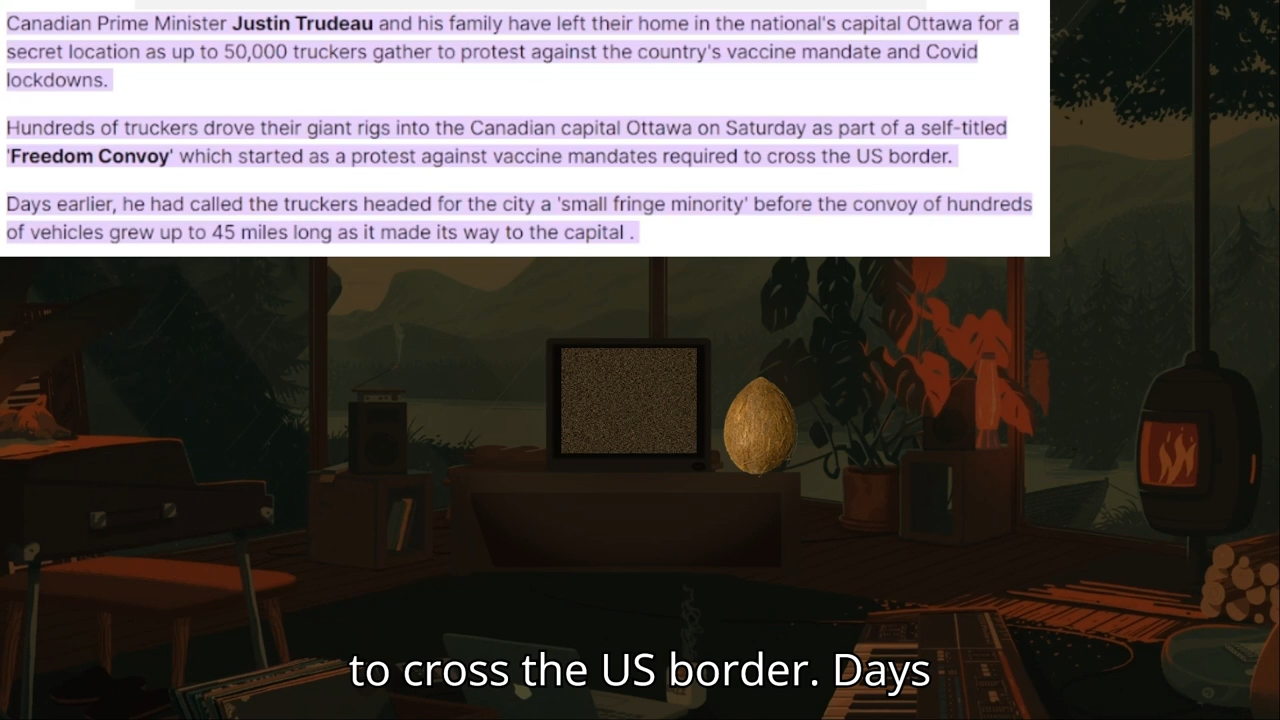 Canadian Prime Minister Justin Trudeau and his family have left their home in the national's capital Ottawa for a
secret location as up to 50,000 truckers gather to protest against the country's vaccine mandate and Covid
lockdowns.
Hundreds of truckers drove their giant rigs into the Canadian capital Ottawa on Saturday as part of a self-titled
'Freedom Convoy' which started as a protest against vaccine mandates required to cross the US border.
Days earlier, he had called the truckers headed for the city a 'small fringe minority' before the convoy of hundreds
of vehicles grew up to 45 miles long as it made its way to the capital .
to cross the US border. Days